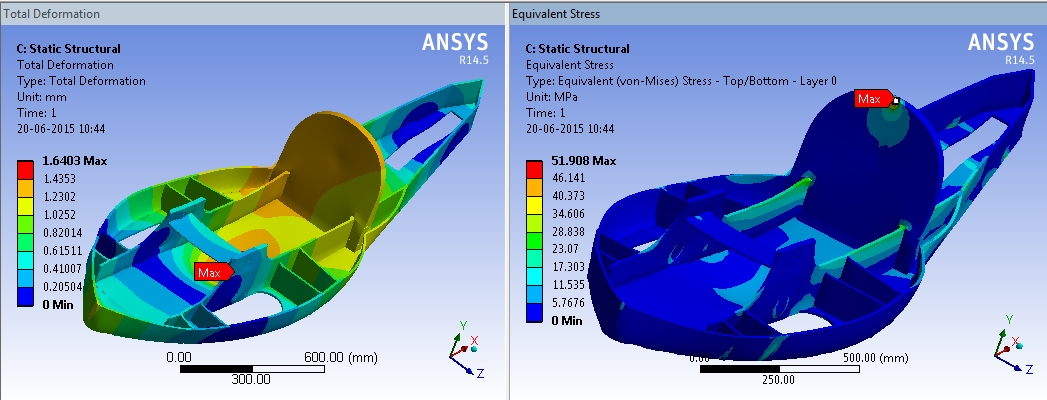 Total Deformation
C: Static Structural
Total Deformation
Type: Total Deformation
Unit: mm
Time: 1
20-06-2015 10:44
ANSYS
R14.5
1.6403 Max
1.4353
1.2302
1.0252
0.82014
0.61511
0.41007
0.20504
0 Min
Max
0.00
600.00 (mm)
300.00
Y
X
Z
Equivalent Stress
C: Static Structural
Equivalent Stress
Type: Equivalent (von-Mises) Stress - Top/Bottom - Layer 0
Unit: MPa
Time: 1
20-06-2015 10:44
ANSYS
R14.5
51.908 Max
46.141
40.373
34.606
28.838
23.07
17.303
11.535
5.7676
0 Min
Max
0.00
500.00 (mm)
250.00
Y
X
Z